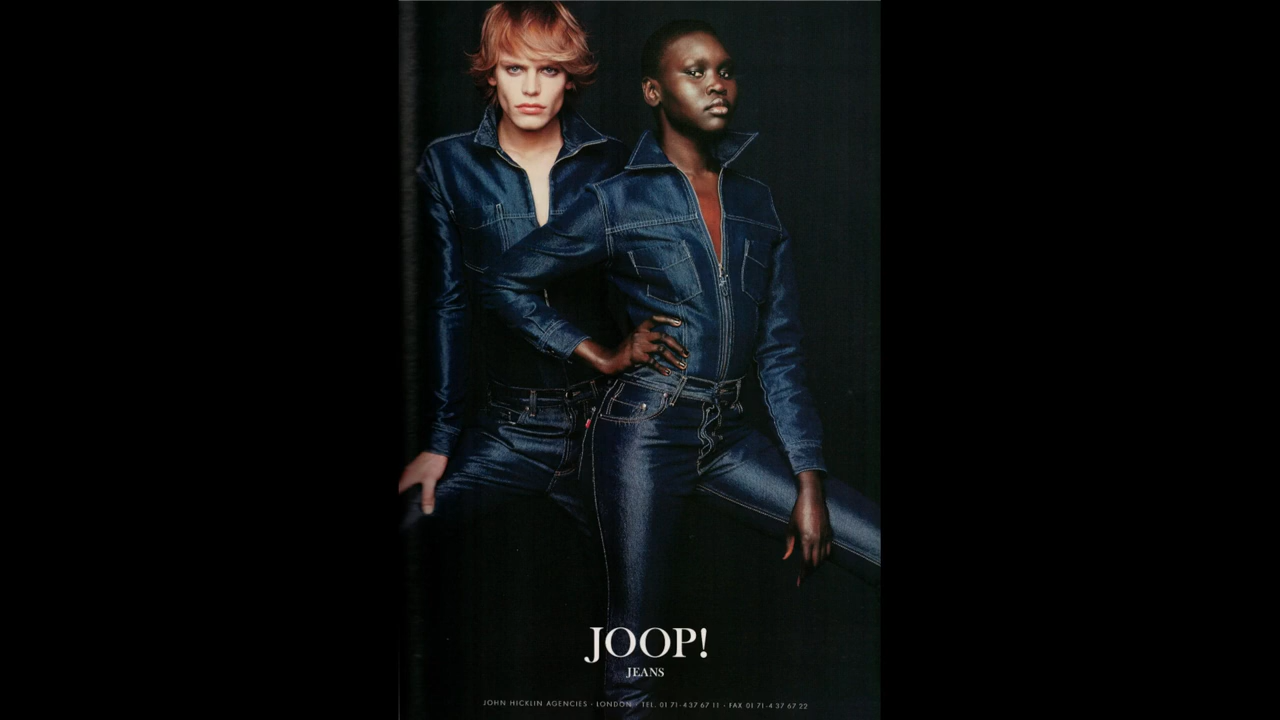 JOOP!
JEANS
JOHN HICKLIN AGENCIES - LONDON - TEL. 01 71-4 37 67 11 - FAX 01 71-4 37 67 22